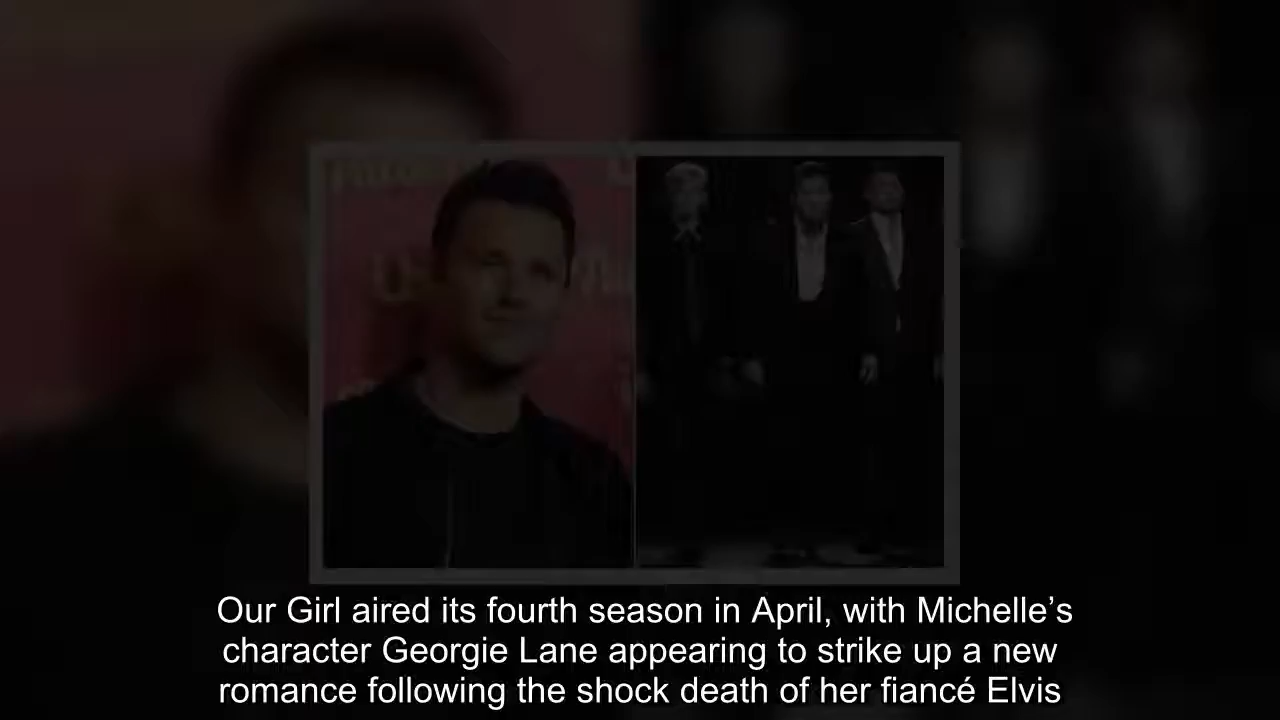 Our Girl aired its fourth season in April, with Michelle’s
character Georgie Lane appearing to strike up a new
romance following the shock death of her fiancé Elvis